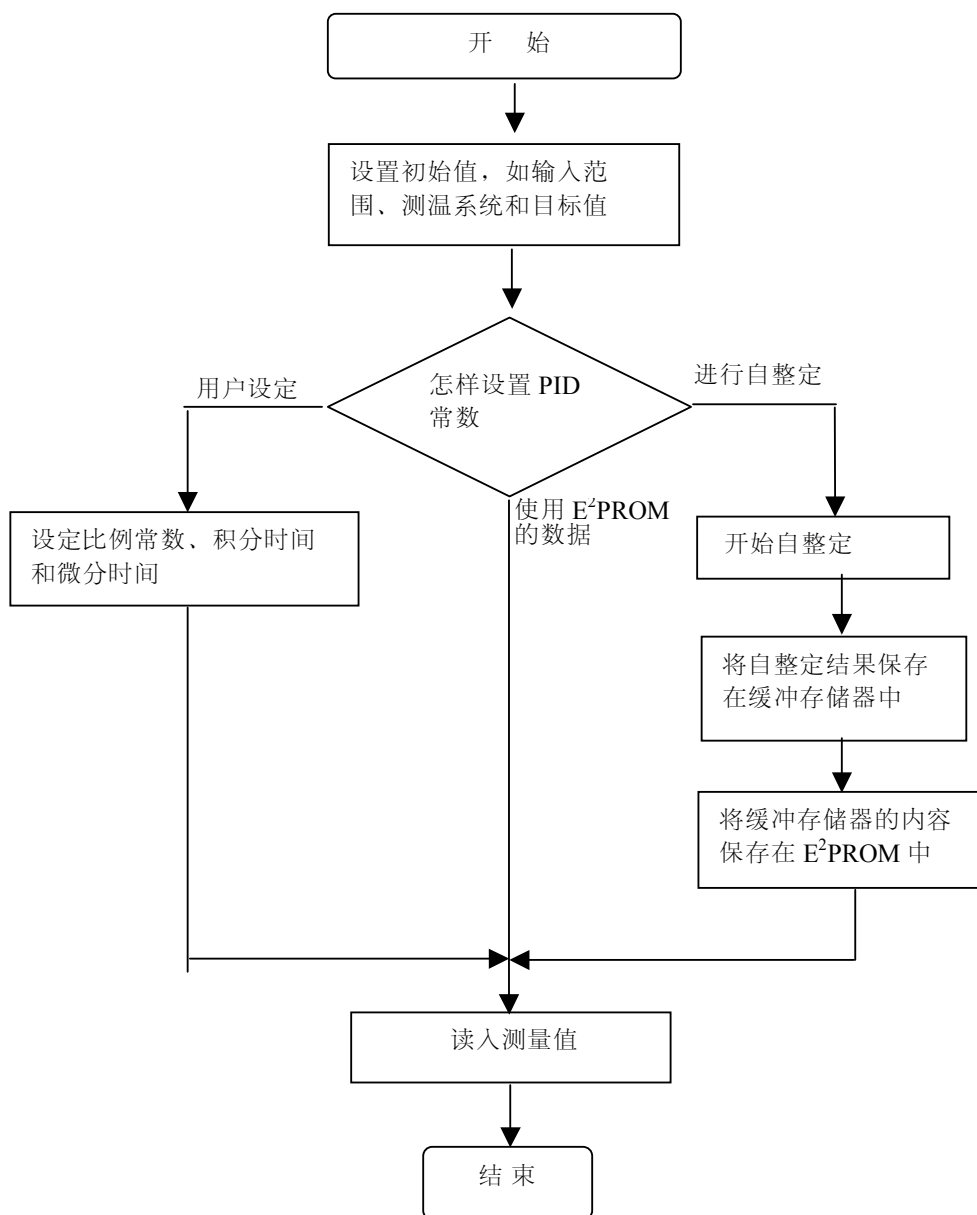 开 始
设置初始值，如输入范
围、测温系统和目标值
怎样设置 PID
常数
用户设定
进行自整定
使用 E²PROM
的数据
设定比例常数、积分时间
和微分时间
开始自整定
将自整定结果保存
在缓冲存储器中
将缓冲存储器的内容
保存在 E²PROM 中
读入测量值
结 束